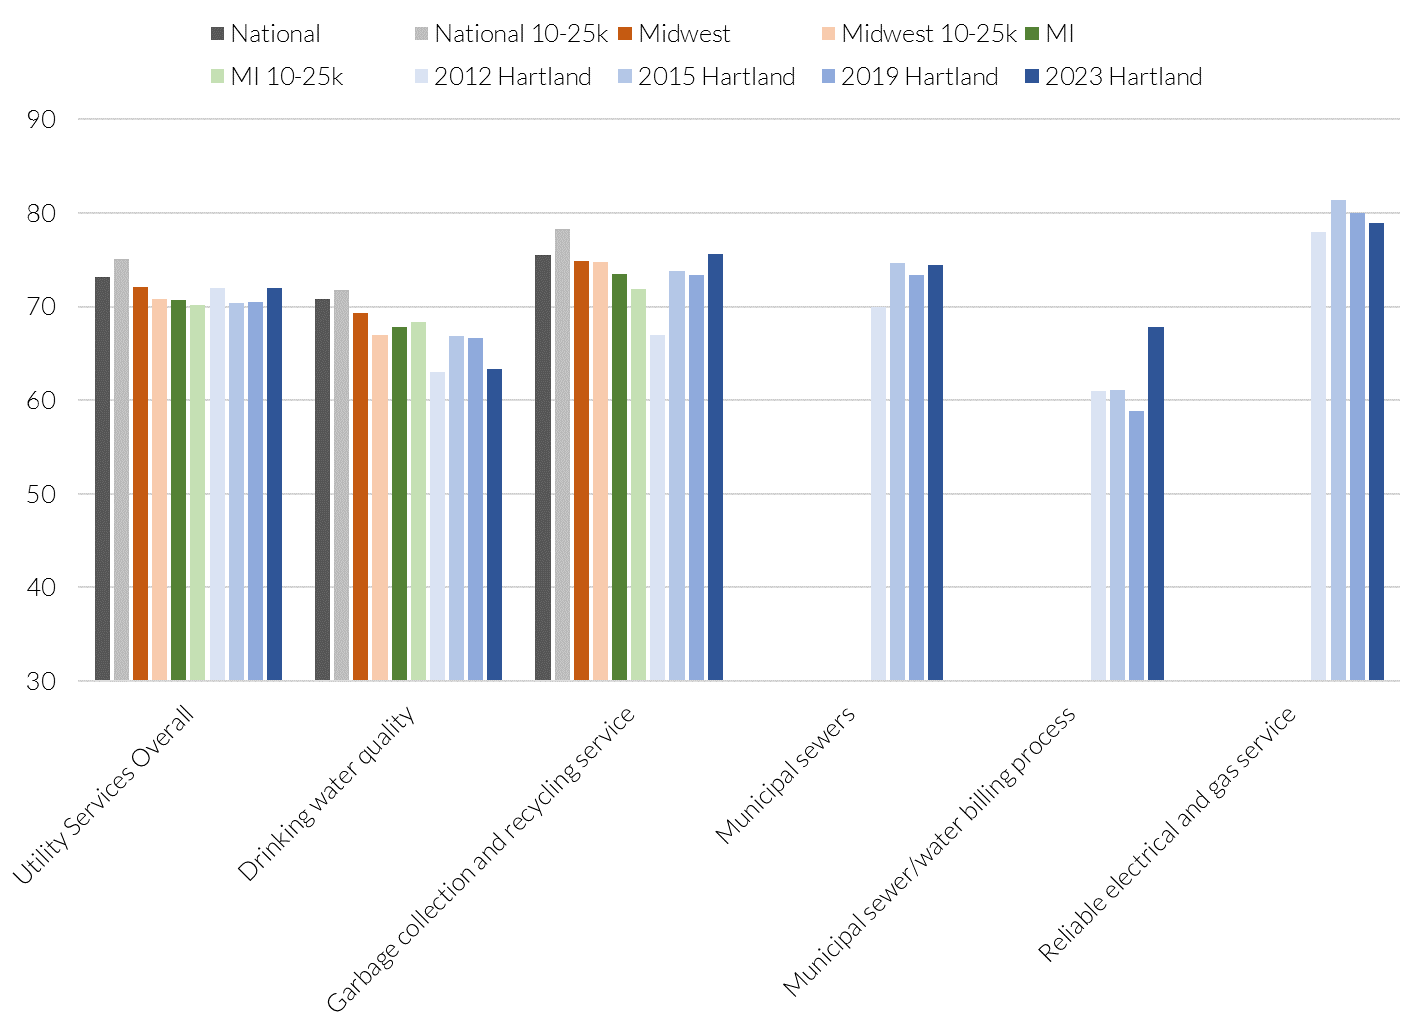 National National 10-25k Midwest Midwest 10-25k MI
MI 10-25k 2012 Hartland 2015 Hartland 2019 Hartland 2023 Hartland
90
80
70
60
50
40
30
Utility Services Overall
Drinking water quality
Garbage collection and recycling service
Municipal sewers
Municipal sewer/water billing process
Reliable electrical and gas service